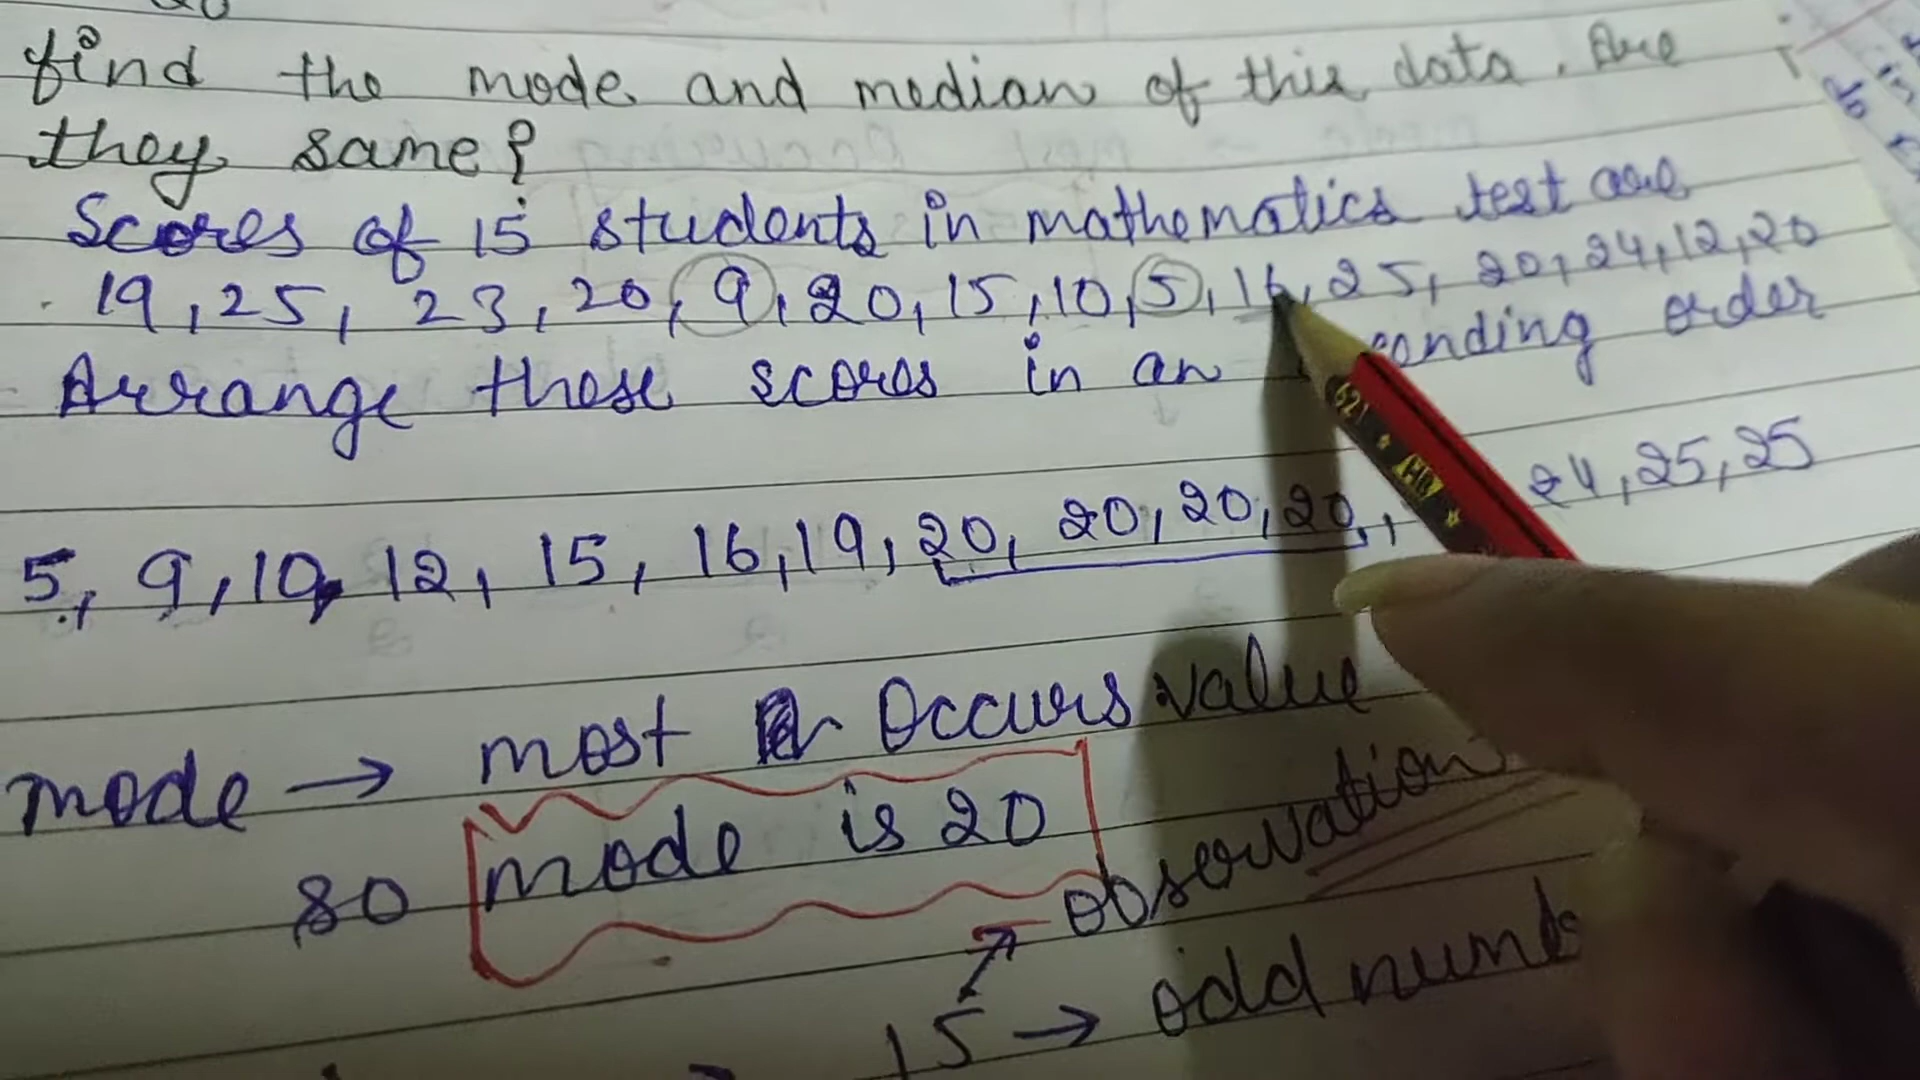 find the mode and median of this data. Are
they same?
Scores of 15 students in mathematics test are
19, 25, 23, 20, 9, 20, 15, 10, 5, 16, 25, 20, 24, 12, 20
Arrange these scores in an order
5, 9, 10, 12, 15, 16, 19, 20, 20, 20, 20, , 24, 25, 25
mode → most Occurs value
so mode is 20
observation
15 → odd numb
621
HB